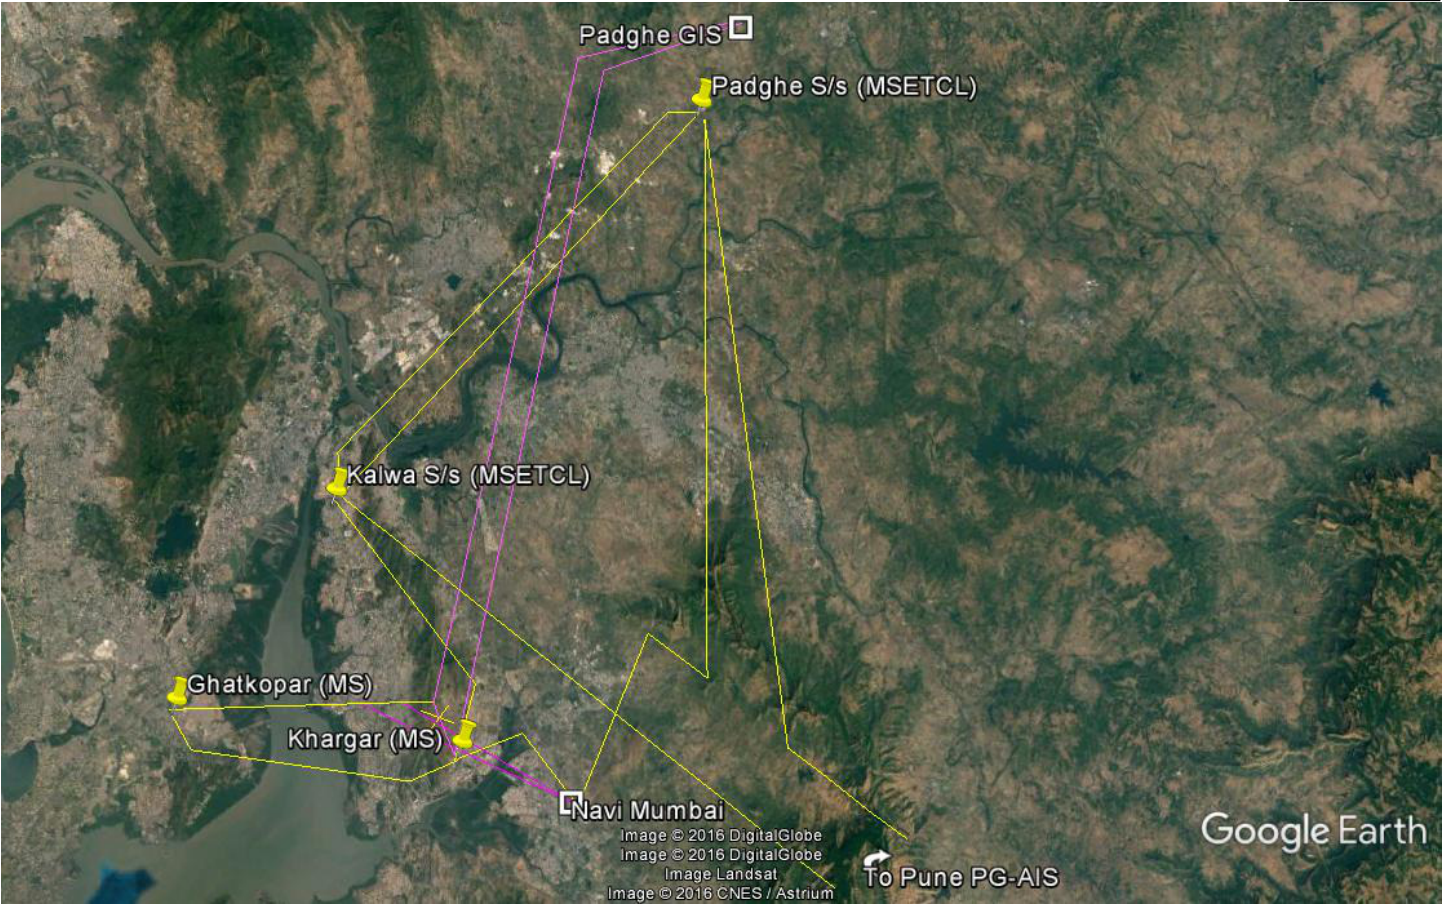 Padghe GIS
Padghe S/s (MSETCL)
Kalwa S/s (MSETCL)
Ghatkopar (MS)
Khargar (MS)
Navi Mumbai
Image © 2016 DigitalGlobe
Image © 2016 DigitalGlobe
Image Landsat
Image © 2016 CNES / Astrium
Google Earth
To Pune PG-AIS